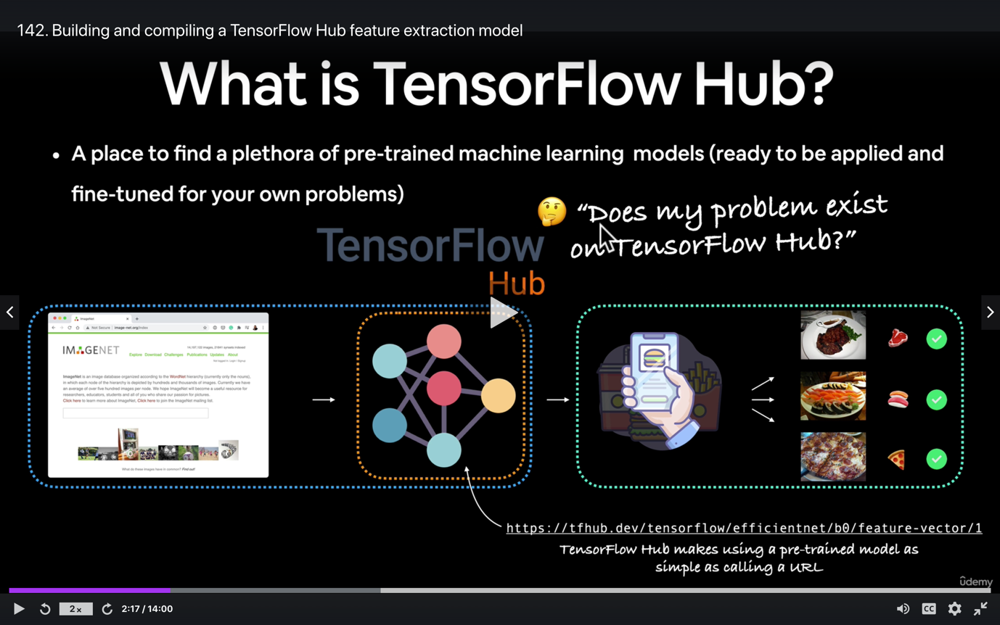 142. Building and compiling a TensorFlow Hub feature extraction model
What is TensorFlow Hub?
• A place to find a plethora of pre-trained machine learning models (ready to be applied and
fine-tuned for your own problems)
🤔 “Does my problem exist
on TensorFlow Hub?”
TensorFlow
Hub
ImageNet
Not Secure | image-net.org/index
IMAGENET
14,197,122 images, 21841 synsets indexed
Explore Download Challenges Publications Updates About
Not logged in. Login | Signup
ImageNet is an image database organized according to the WordNet hierarchy (currently only the nouns),
in which each node of the hierarchy is depicted by hundreds and thousands of images. Currently we have
an average of over five hundred images per node. We hope ImageNet will become a useful resource for
researchers, educators, students and all of you who share our passion for pictures.
Click here to learn more about ImageNet, Click here to join the ImageNet mailing list.
What do these images have in common? Find out!
https://tfhub.dev/tensorflow/efficientnet/b0/feature-vector/1
TensorFlow Hub makes using a pre-trained model as
simple as calling a URL
ûdemy
2x
2:17 / 14:00
CC